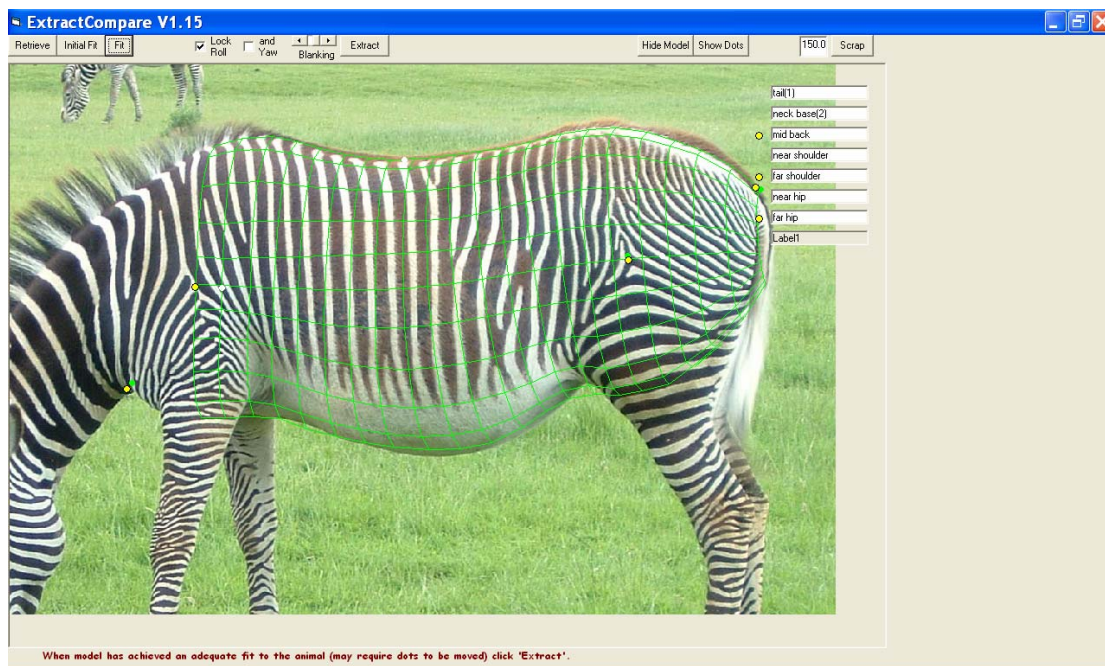 ExtractCompare V1.15
Retrieve
Initial Fit
Fit
Lock Roll
and Yaw
Blanking
Extract
Hide Model
Show Dots
150.0
Scrap
tail(1)
neck base(2)
mid back
near shoulder
far shoulder
near hip
far hip
Label1
When model has achieved an adequate fit to the animal (may require dots to be moved) click 'Extract'.